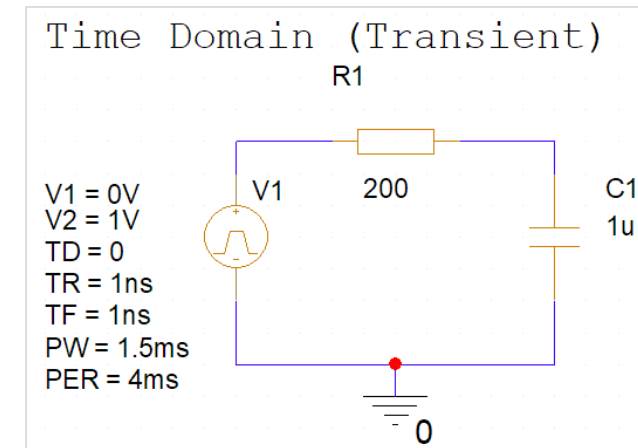 Time Domain (Transient)
R1
V1
200
C1
1u
V1 = 0V
V2 = 1V
TD = 0
TR = 1ns
TF = 1ns
PW = 1.5ms
PER = 4ms
0